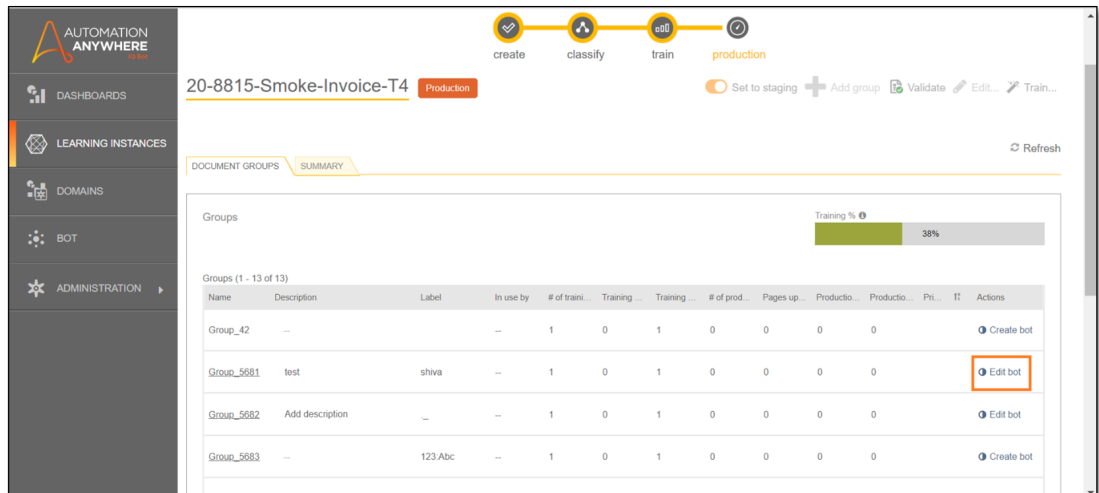 AUTOMATION
ANYWHERE
create classify train production
20-8815-Smoke-Invoice-T4 Production Set to staging Add group Validate Edit... Train...
DASHBOARDS
LEARNING INSTANCES
DOMAINS
BOT
ADMINISTRATION
Refresh
DOCUMENT GROUPS SUMMARY
Groups Training %
38%
Groups (1 - 13 of 13)
Name Description Label In use by # of traini... Training ... Training ... # of prod... Pages up... Productio... Productio... Pri... Actions
Group_42 -- -- 1 0 1 0 0 0 0 Create bot
Group_5681 test shiva -- 1 0 1 0 0 0 0 Edit bot
Group_5682 Add description ._ -- 1 0 1 0 0 0 0 Edit bot
Group_5683 -- 123:Abc -- 1 0 1 0 0 0 0 Create bot